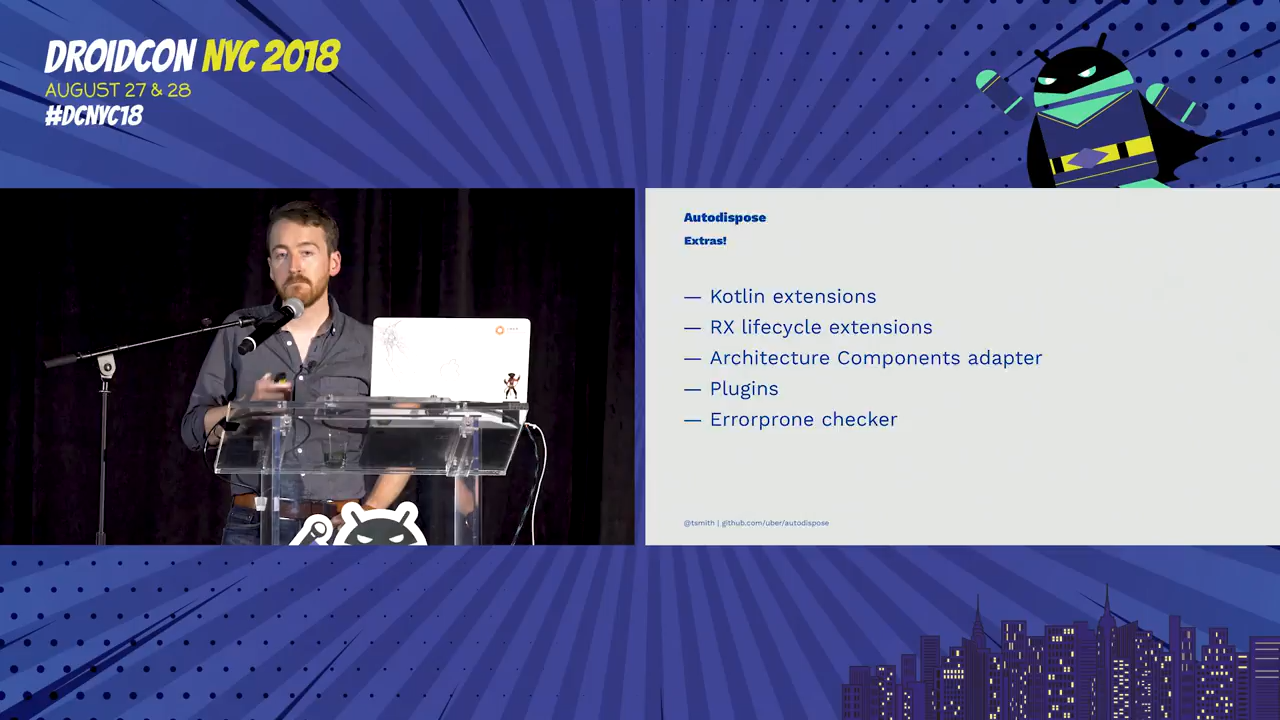 DROIDCON NYC 2018
AUGUST 27 & 28
#DCNYC18
Autodispose
Extras!
— Kotlin extensions
— RX lifecycle extensions
— Architecture Components adapter
— Plugins
— Errorprone checker
@tsmith | github.com/uber/autodispose